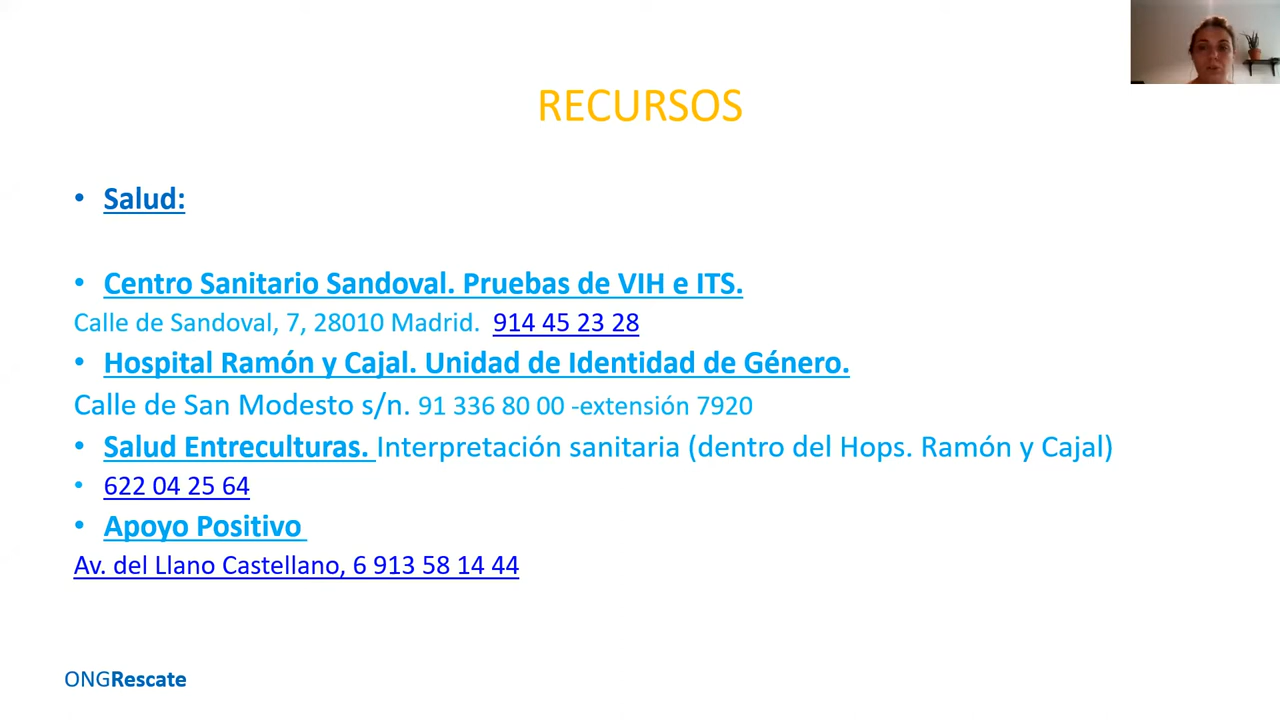 RECURSOS
• Salud:
• Centro Sanitario Sandoval. Pruebas de VIH e ITS.
Calle de Sandoval, 7, 28010 Madrid. 914 45 23 28
• Hospital Ramón y Cajal. Unidad de Identidad de Género.
Calle de San Modesto s/n. 91 336 80 00 -extensión 7920
• Salud Entreculturas. Interpretación sanitaria (dentro del Hops. Ramón y Cajal)
• 622 04 25 64
• Apoyo Positivo
Av. del Llano Castellano, 6 913 58 14 44
ONGRescate